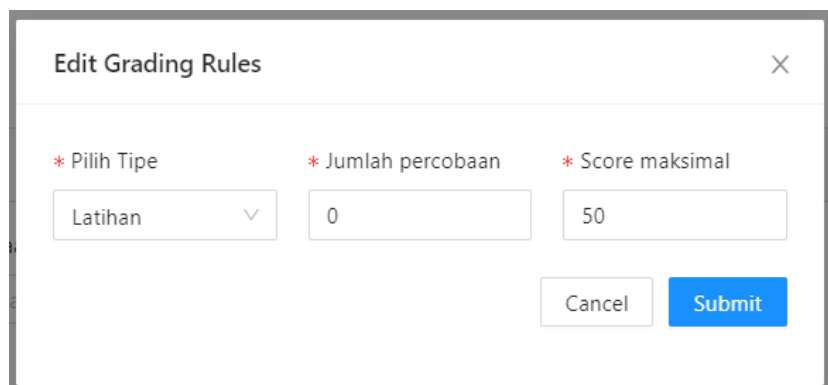 Edit Grading Rules
* Pilih Tipe
* Jumlah percobaan
* Score maksimal
Latihan
0
50
Cancel
Submit